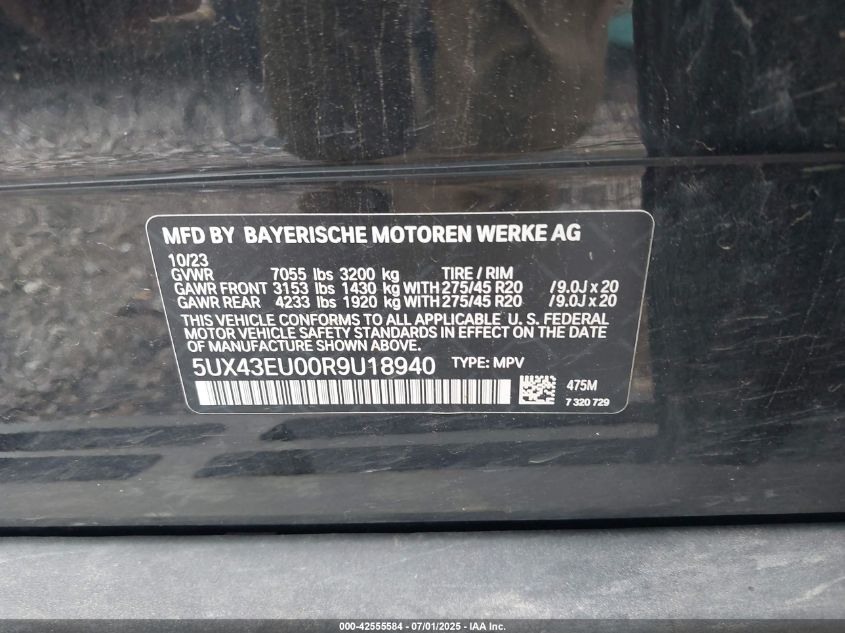 MFD BY BAYERISCHE MOTOREN WERKE AG
10/23
GVWR 7055 lbs 3200 kg TIRE / RIM
GAWR FRONT 3153 lbs 1430 kg WITH 275/45 R20 / 9.0J x 20
GAWR REAR 4233 lbs 1920 kg WITH 275/45 R20 / 9.0J x 20
THIS VEHICLE CONFORMS TO ALL APPLICABLE U. S. FEDERAL
MOTOR VEHICLE SAFETY STANDARDS IN EFFECT ON THE DATE
OF MANUFACTURE SHOWN ABOVE.
5UX43EU00R9U18940 TYPE: MPV
475M
7 320 729
000-42555584 - 07/01/2025 - IAA Inc.